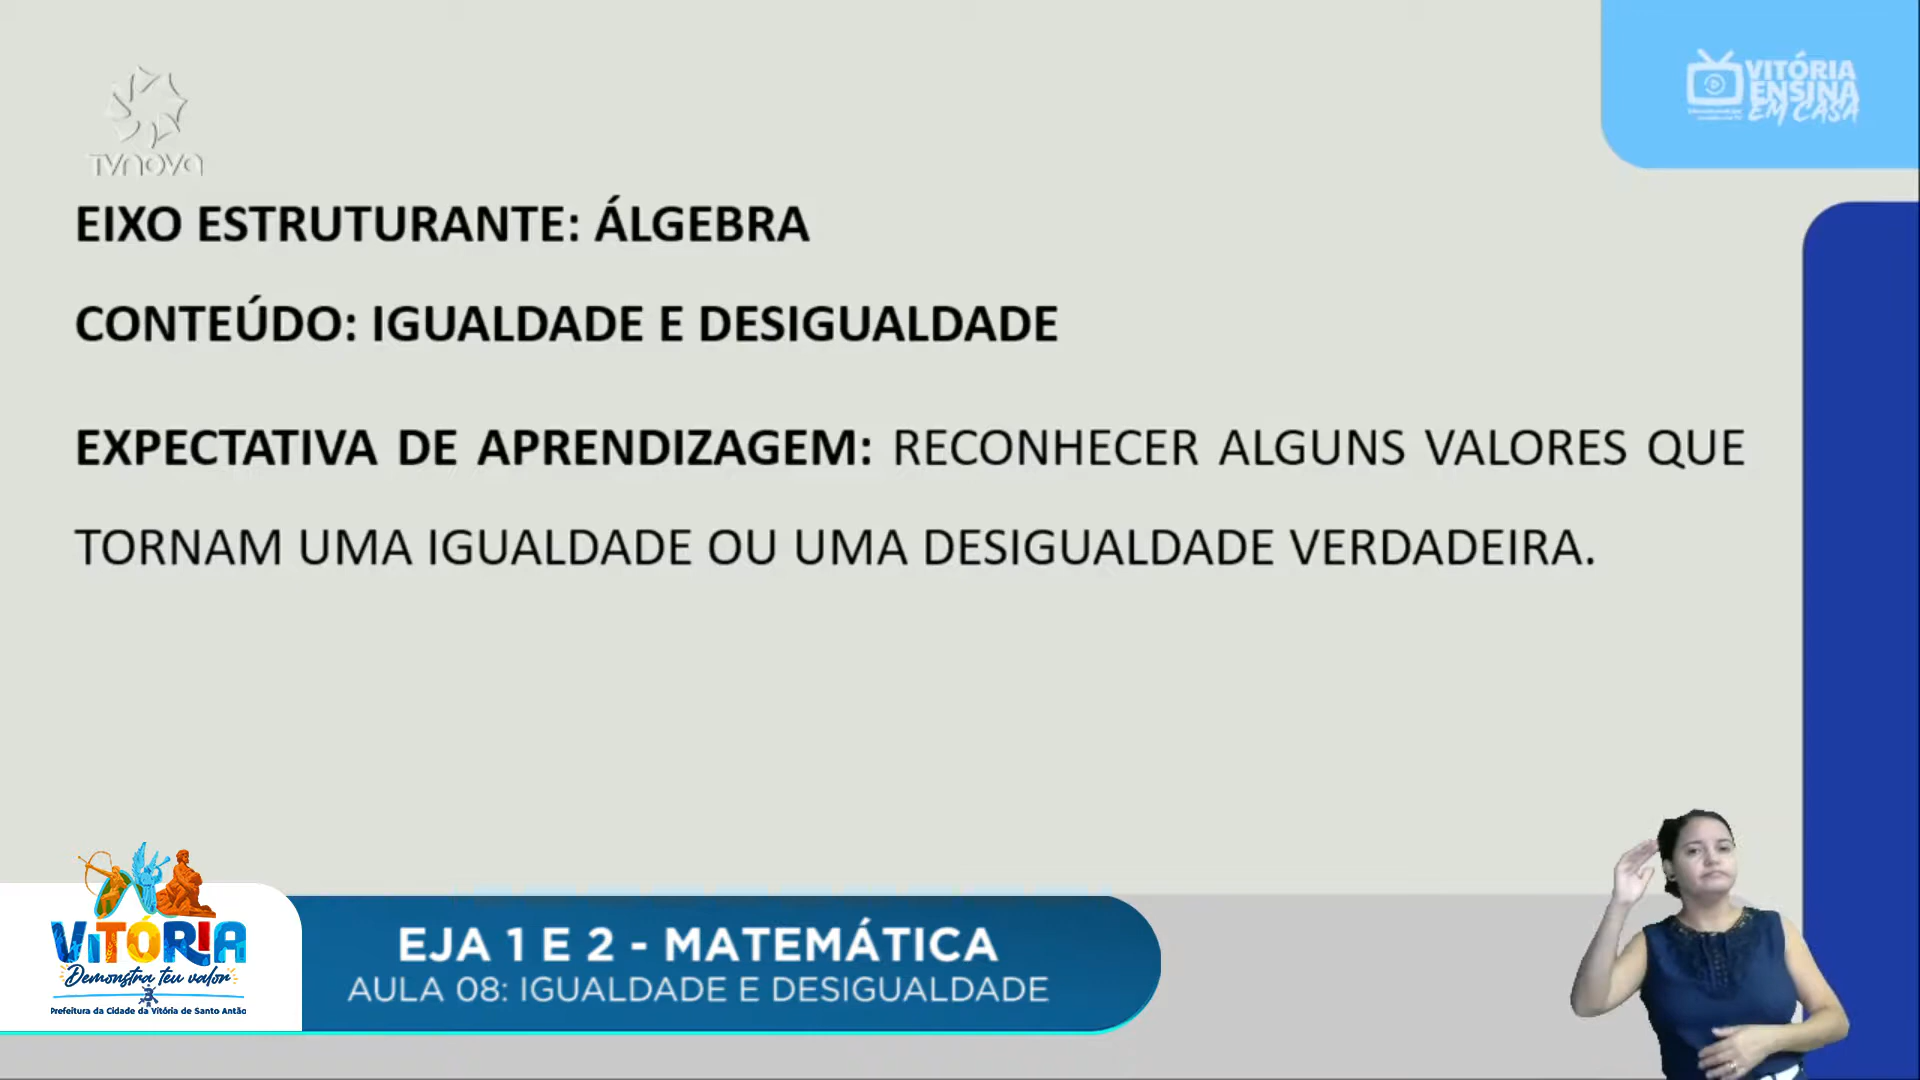 TVNOVA
VITÓRIA
ENSINA
EM CASA
EIXO ESTRUTURANTE: ÁLGEBRA
CONTEÚDO: IGUALDADE E DESIGUALDADE
EXPECTATIVA DE APRENDIZAGEM: RECONHECER ALGUNS VALORES QUE
TORNAM UMA IGUALDADE OU UMA DESIGUALDADE VERDADEIRA.
VITÓRIA
Demonstra teu valor
Prefeitura da Cidade da Vitória de Santo Antão
EJA 1 E 2 - MATEMÁTICA
AULA 08: IGUALDADE E DESIGUALDADE